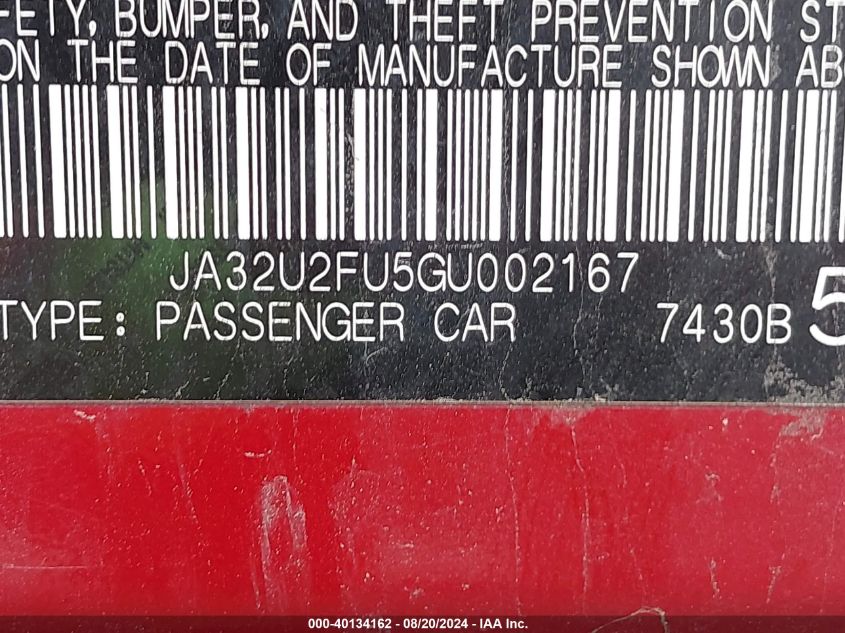 FETY, BUMPER, AND THEFT PREVENTION ST
ON THE DATE OF MANUFACTURE SHOWN AB
JA32U2FU5GU002167
TYPE: PASSENGER CAR 7430B 5
000-40134162 - 08/20/2024 - IAA Inc.